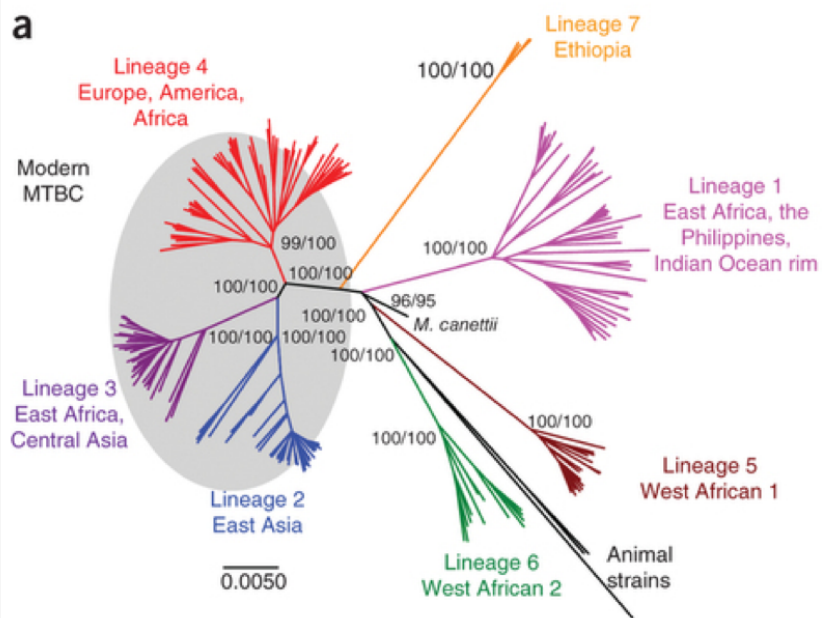 a
Lineage 7
Ethiopia
100/100
Lineage 4
Europe, America,
Africa
Modern
MTBC
Lineage 1
East Africa, the
Philippines,
Indian Ocean rim
99/100
100/100
100/100
100/100
96/95
M. canettii
100/100
100/100
100/100
100/100
Lineage 3
East Africa,
Central Asia
100/100
100/100
Lineage 5
West African 1
Lineage 2
East Asia
Lineage 6
West African 2
Animal
strains
0.0050